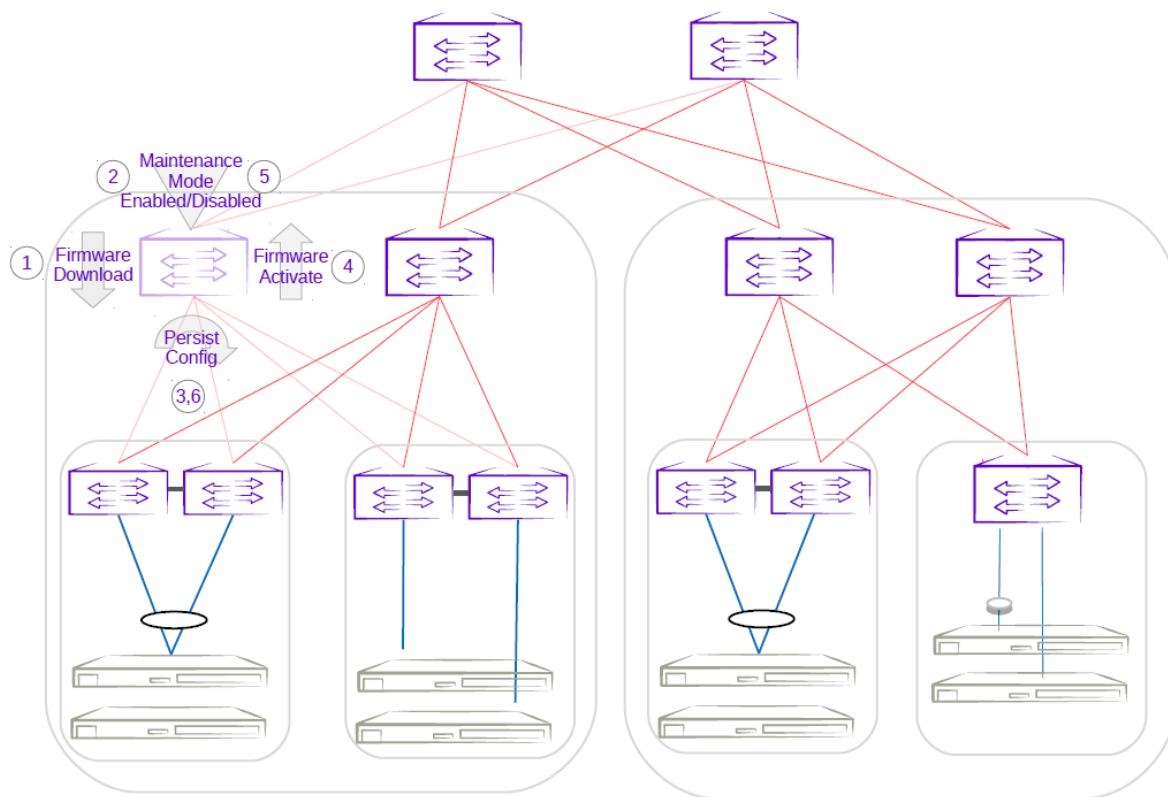 2
Maintenance
Mode
Enabled/Disabled
5
1
Firmware
Download
Firmware
Activate
4
Persist
Config
3,6